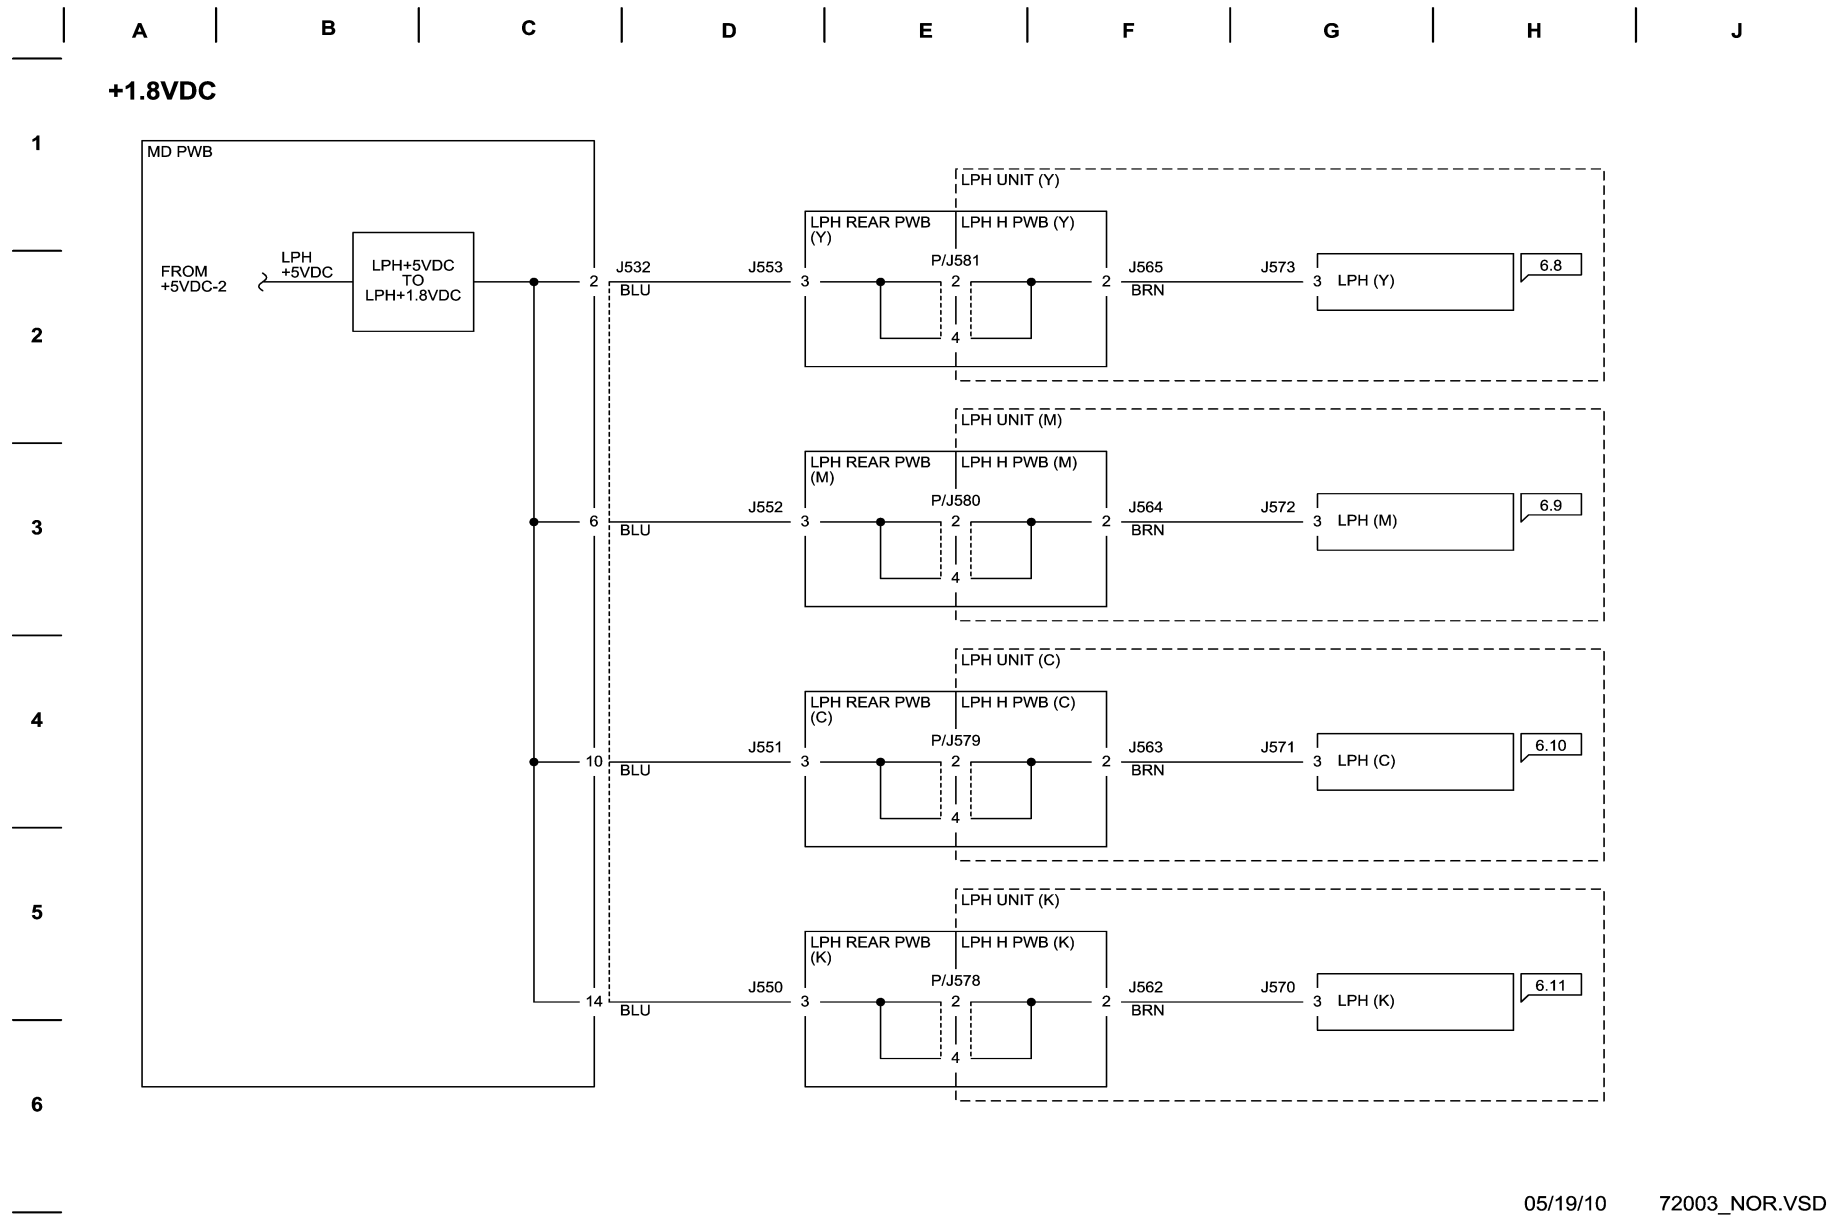 A B C D E F G H J
+1.8VDC
1
MD PWB
LPH UNIT (Y)
LPH REAR PWB
(Y)
LPH H PWB (Y)
FROM
+5VDC-2
LPH
+5VDC
LPH+5VDC
TO
LPH+1.8VDC
2 J532 BLU J553 3 P/J581 2 4 2 J565 BRN J573 3 LPH (Y) 6.8
2
LPH UNIT (M)
LPH REAR PWB
(M)
LPH H PWB (M)
3
6 BLU J552 3 P/J580 2 4 2 J564 BRN J572 3 LPH (M) 6.9
LPH UNIT (C)
LPH REAR PWB
(C)
LPH H PWB (C)
4
10 BLU J551 3 P/J579 2 4 2 J563 BRN J571 3 LPH (C) 6.10
5
LPH UNIT (K)
LPH REAR PWB
(K)
LPH H PWB (K)
14 BLU J550 3 P/J578 2 4 2 J562 BRN J570 3 LPH (K) 6.11
6
05/19/10 72003_NOR.VSD